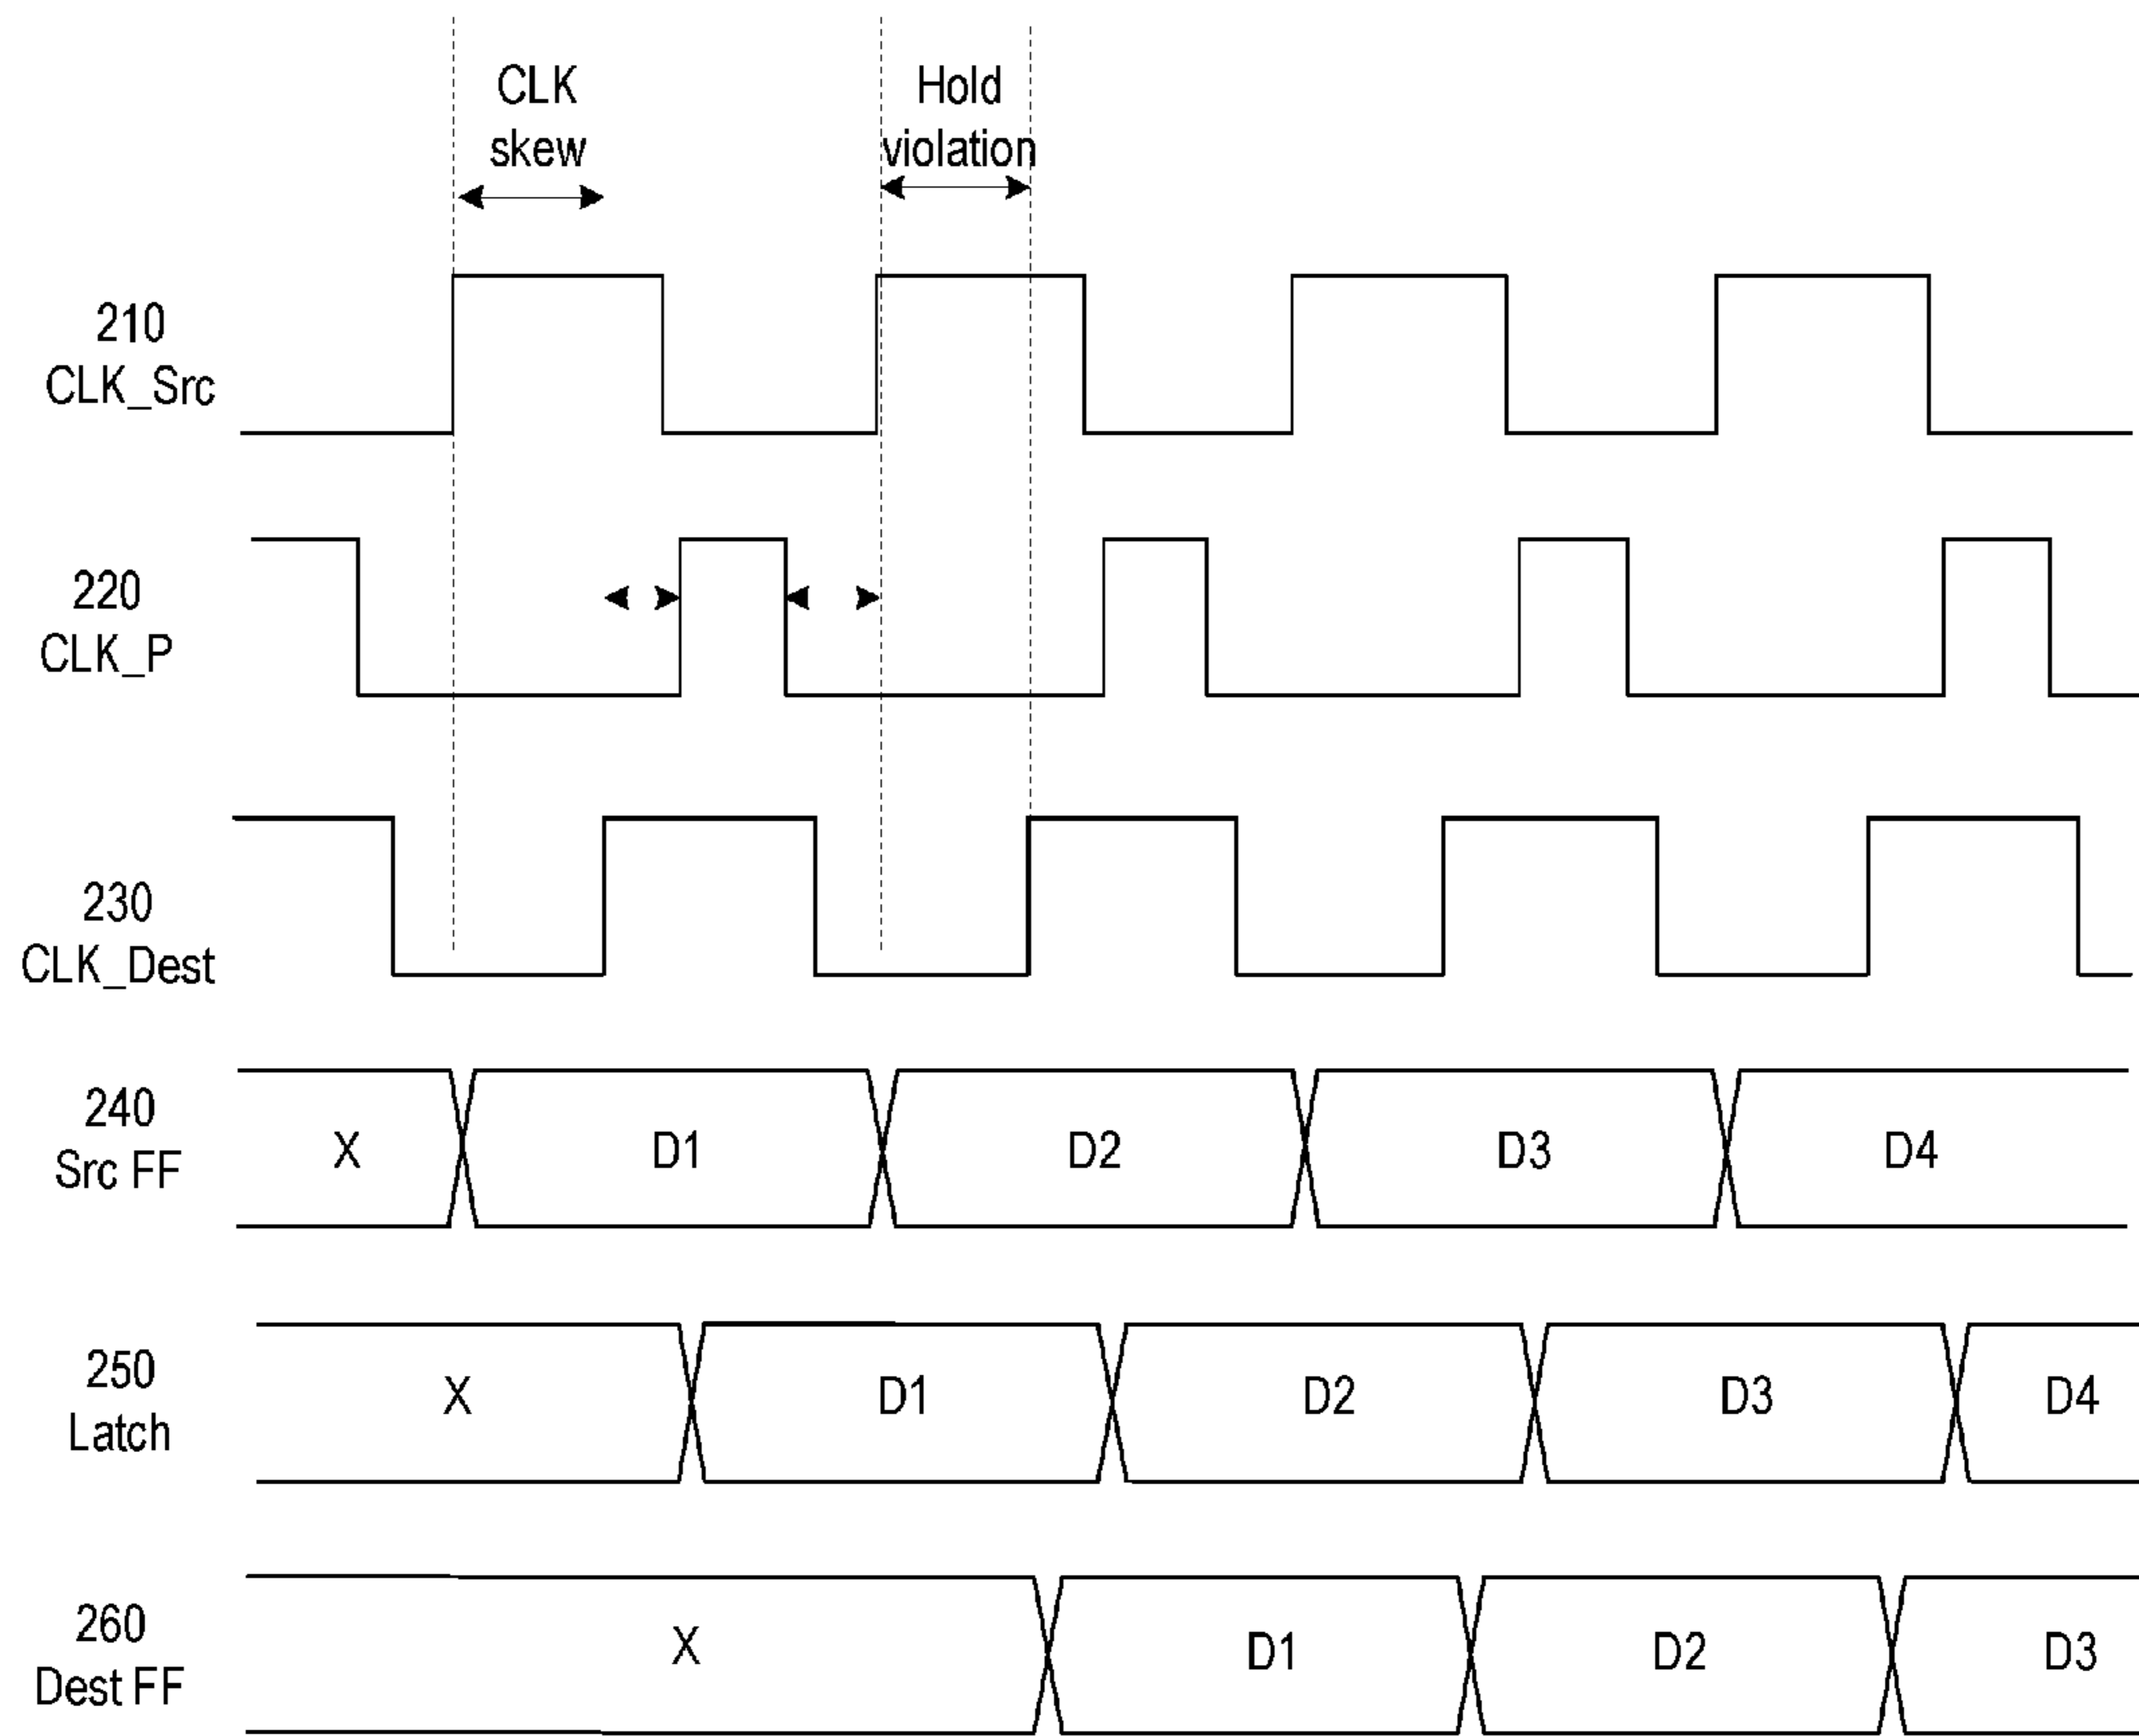 CLK
skew
Hold
violation
210
CLK_Src
220
CLK_P
230
CLK_Dest
240
Src FF
X D1 D2 D3 D4
250
Latch
X D1 D2 D3 D4
260
Dest FF
X D1 D2 D3